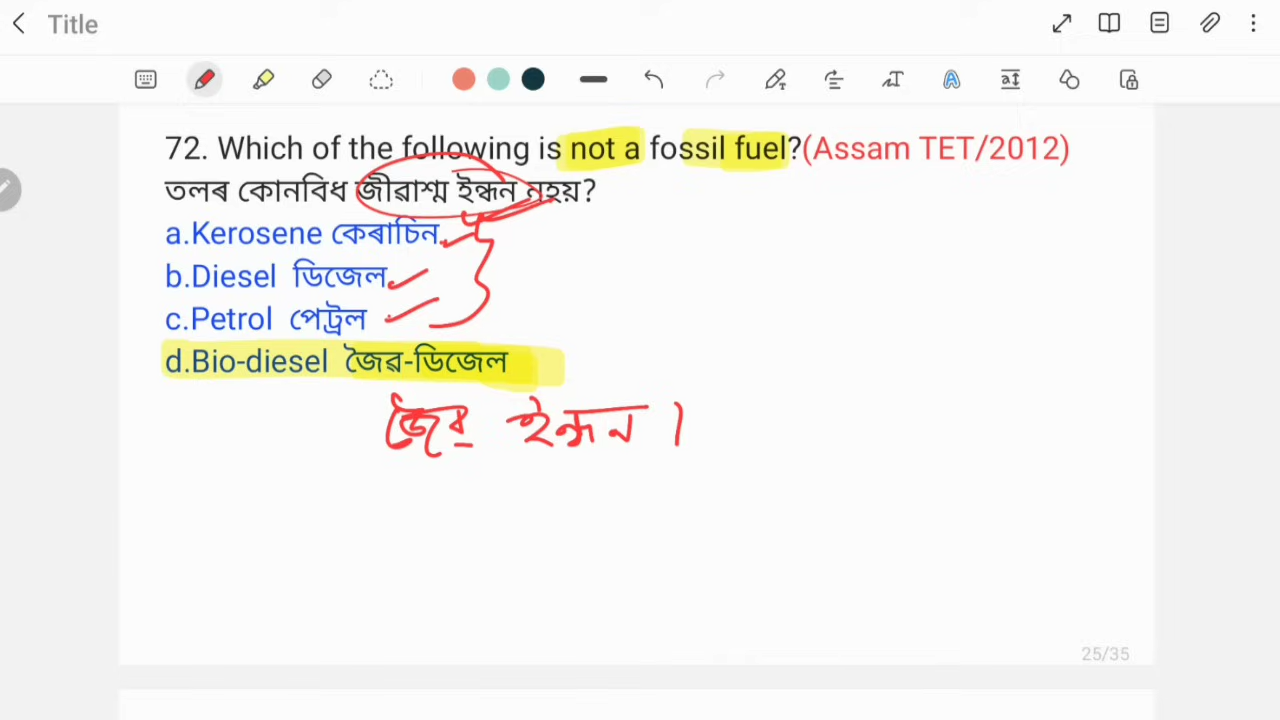 Title
72. Which of the following is not a fossil fuel?(Assam TET/2012)
তলৰ কোনবিধ জীৱাশ্ম ইন্ধন নহয়?
a.Kerosene কেৰাচিন
b.Diesel ডিজেল
c.Petrol পেট্ৰল
d.Bio-diesel জৈৱ-ডিজেল
জৈৱ ইন্ধন ।
25/35